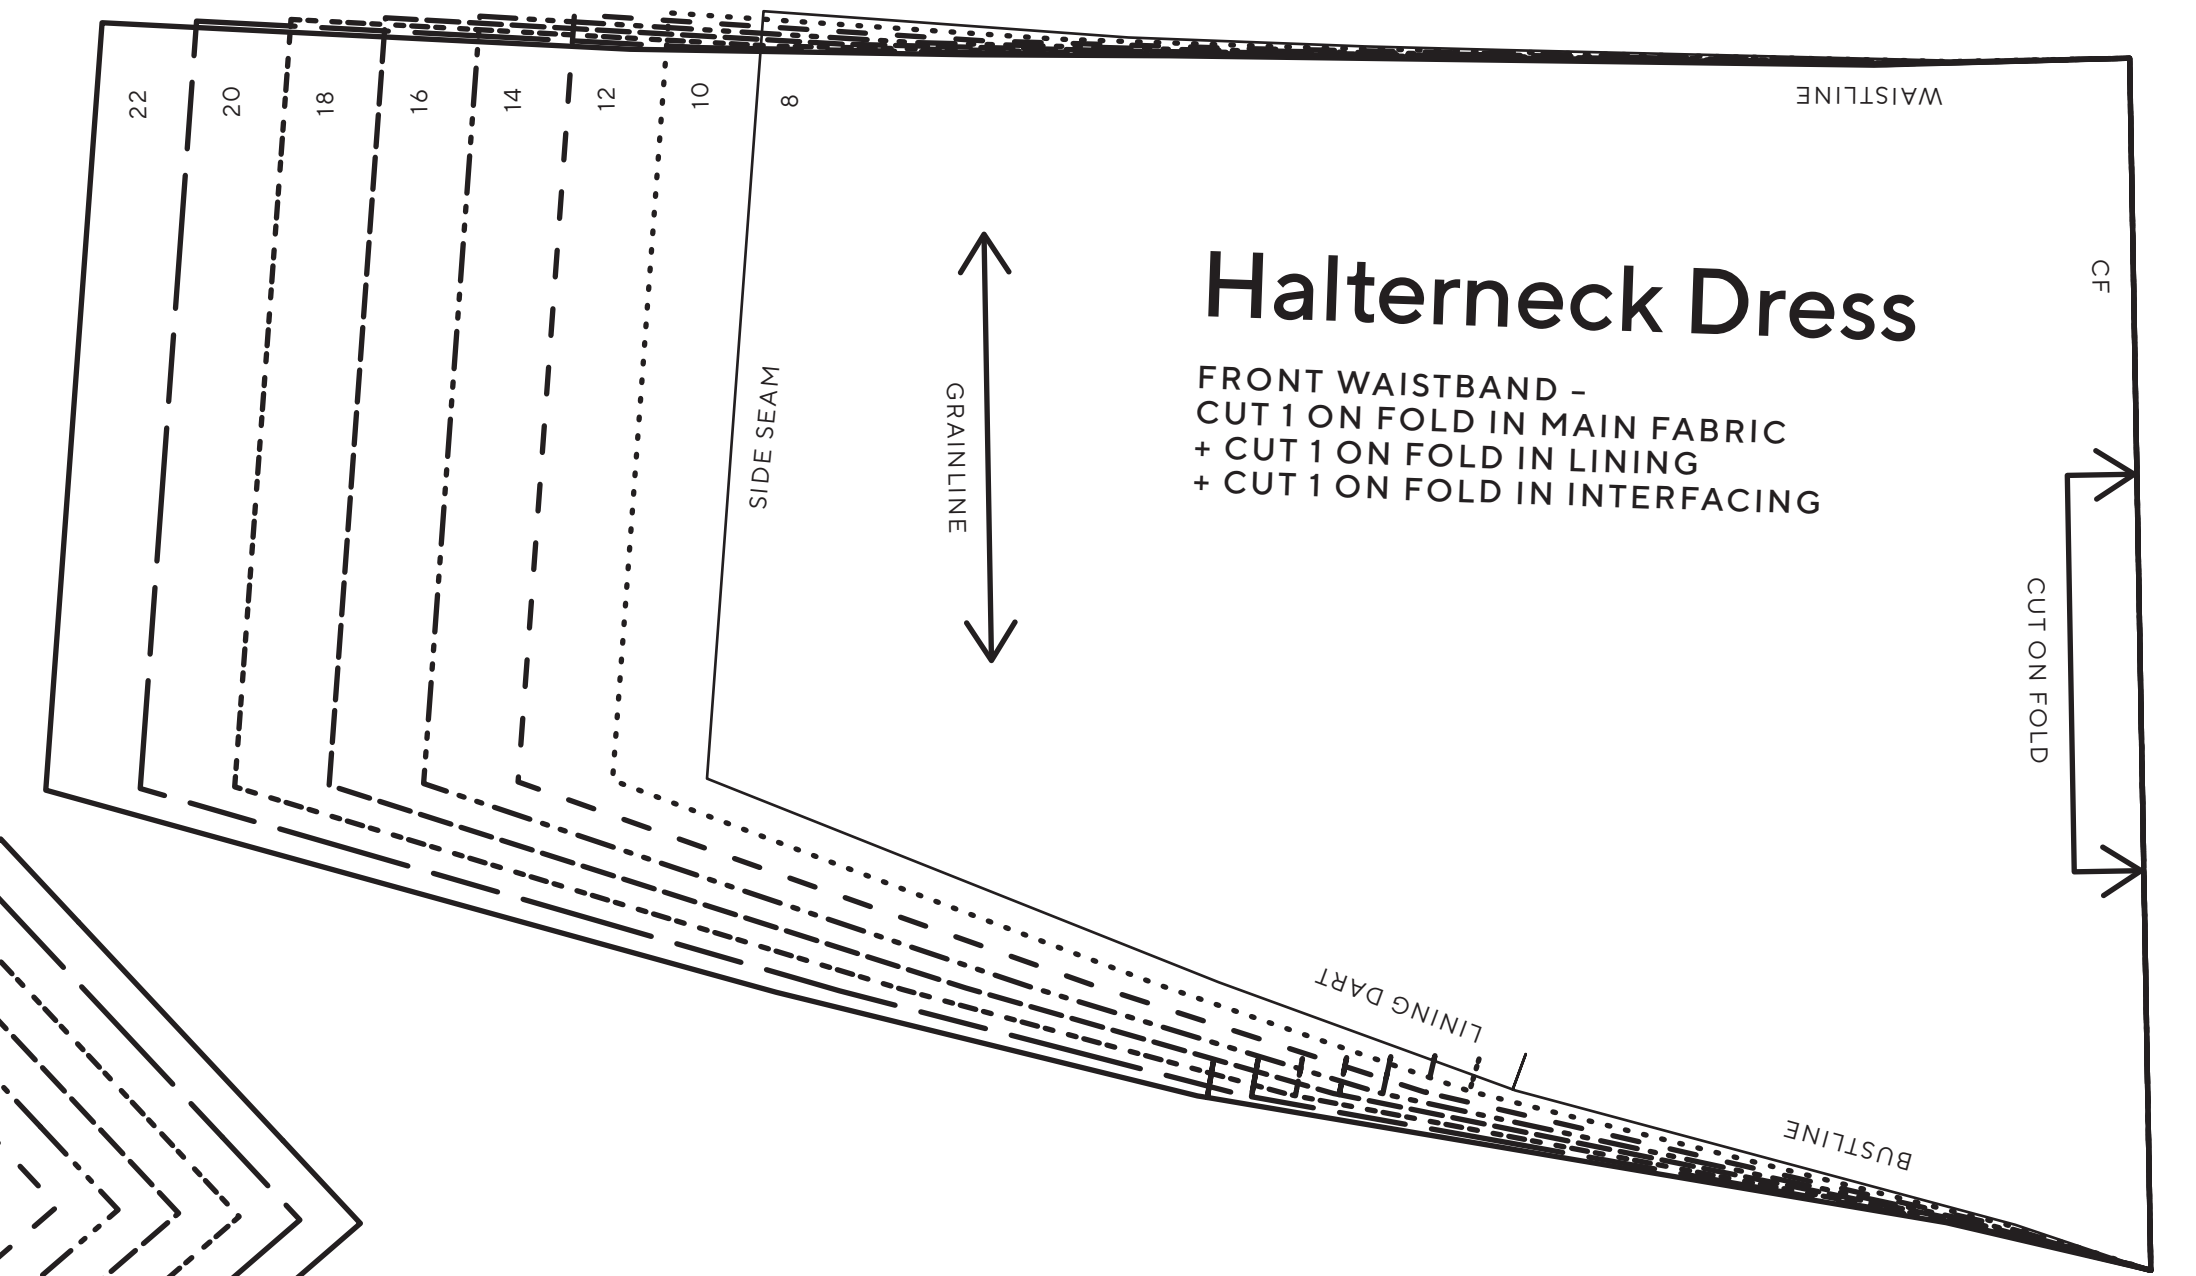 22
20
18
16
14
12
10
8
WAISTLINE
CF
Halterneck Dress
FRONT WAISTBAND –
CUT 1 ON FOLD IN MAIN FABRIC
+ CUT 1 ON FOLD IN LINING
+ CUT 1 ON FOLD IN INTERFACING
SIDE SEAM
GRAINLINE
CUT ON FOLD
LINING DART
BUSTLINE